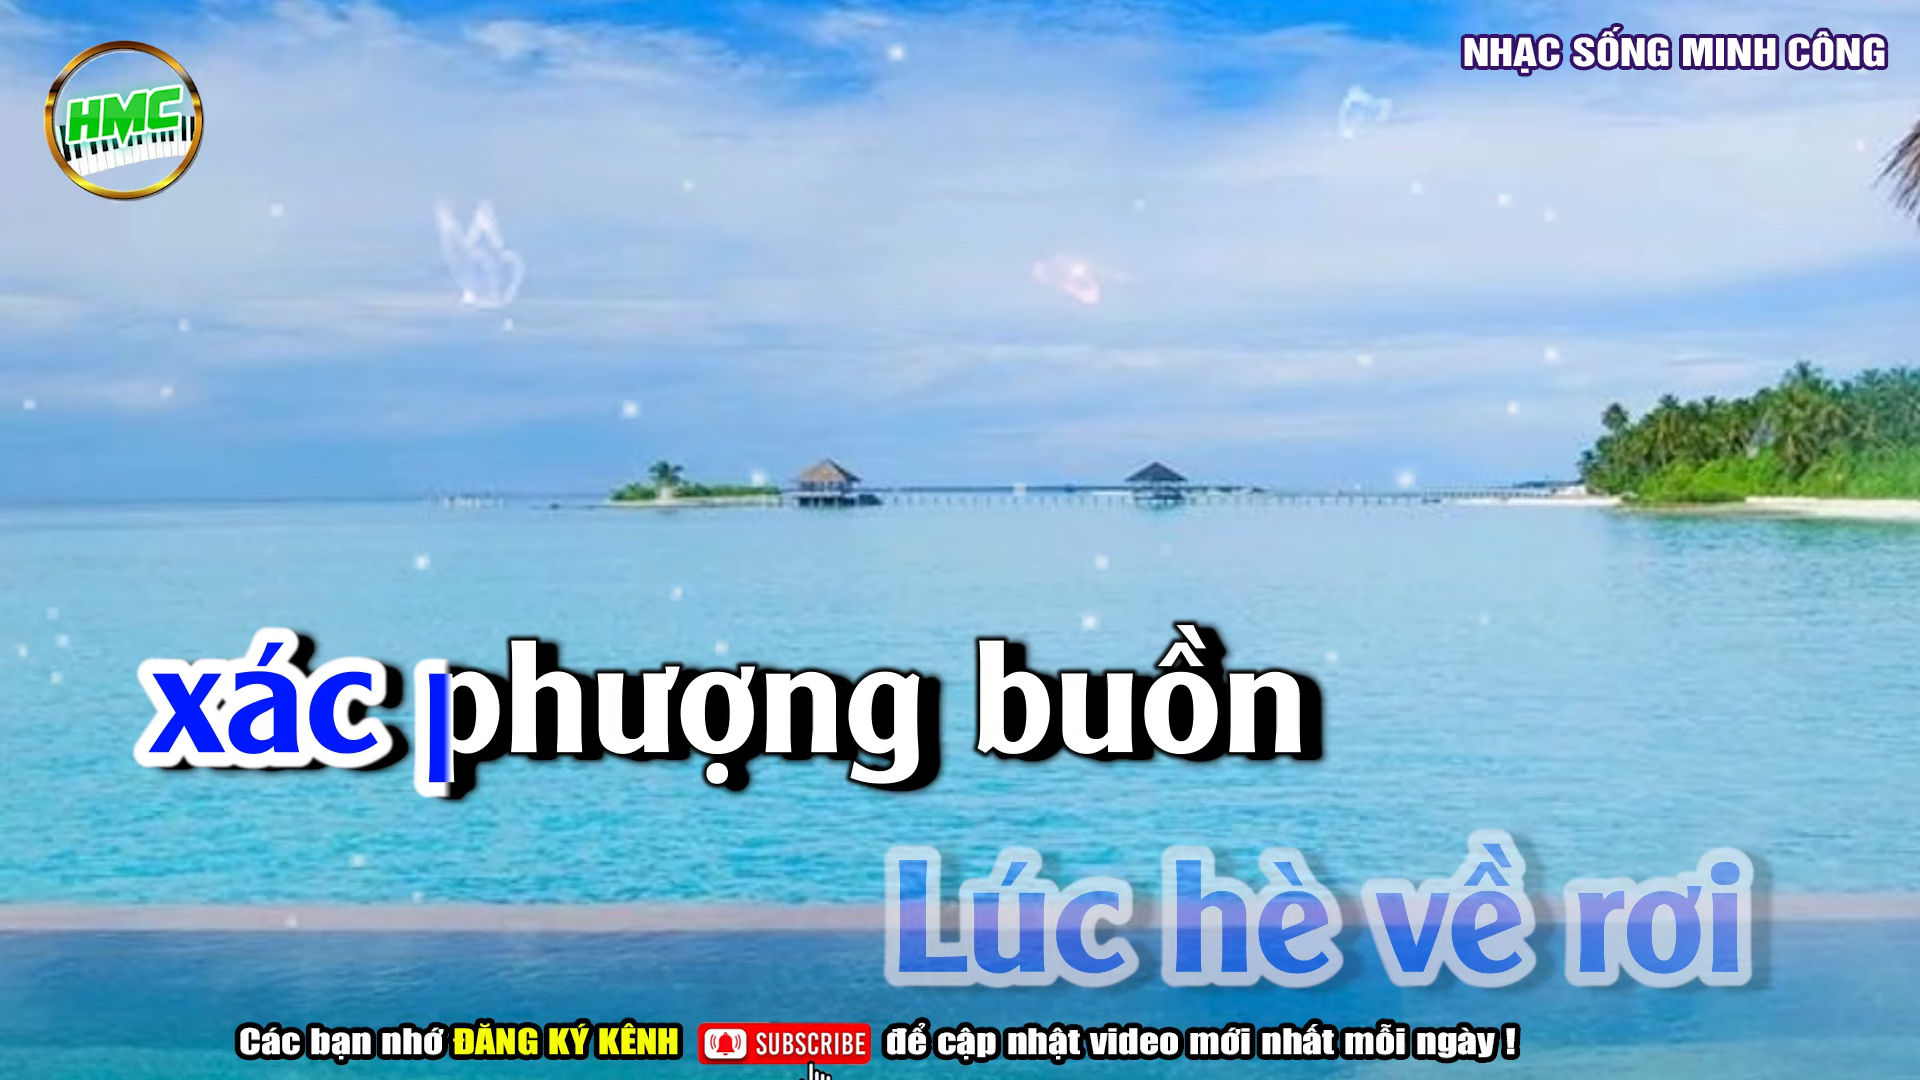 HMC
NHẠC SỐNG MINH CÔNG
xác phượng buồn
Lúc hè về rơi
Các bạn nhớ ĐĂNG KÝ KÊNH SUBSCRIBE để cập nhật video mới nhất mỗi ngày !